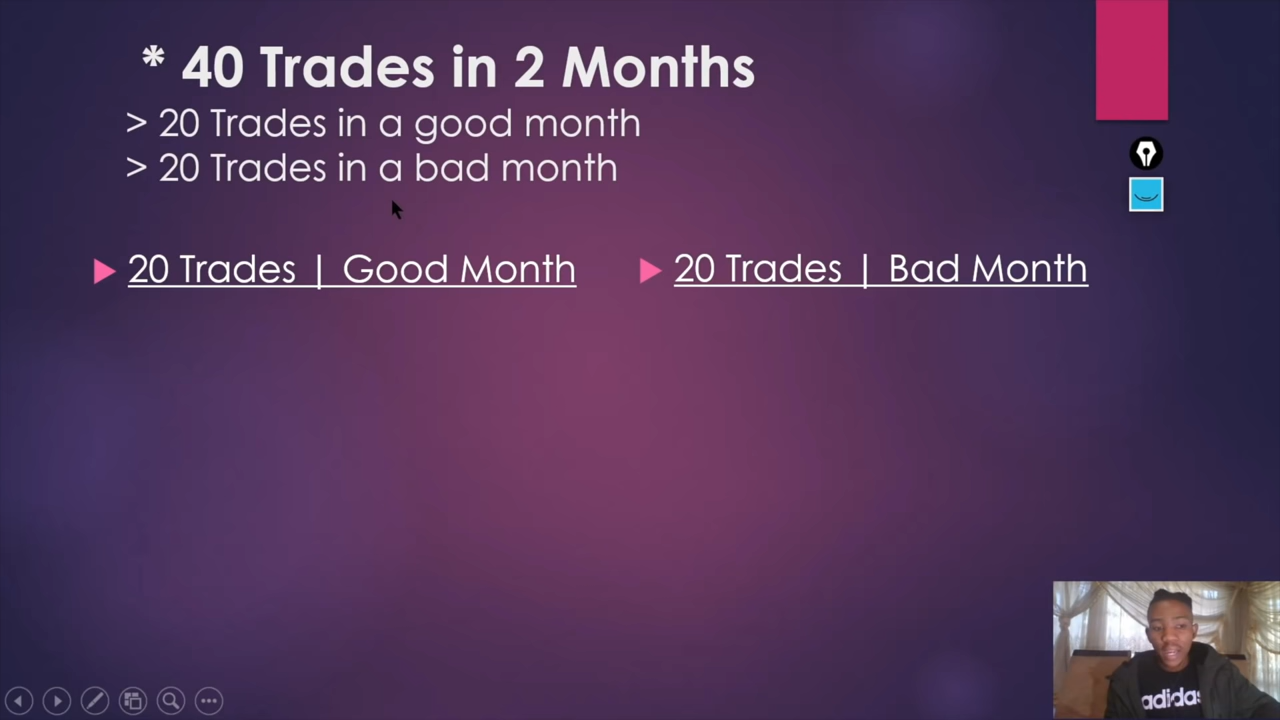 * 40 Trades in 2 Months
> 20 Trades in a good month
> 20 Trades in a bad month
20 Trades | Good Month
20 Trades | Bad Month
adidas